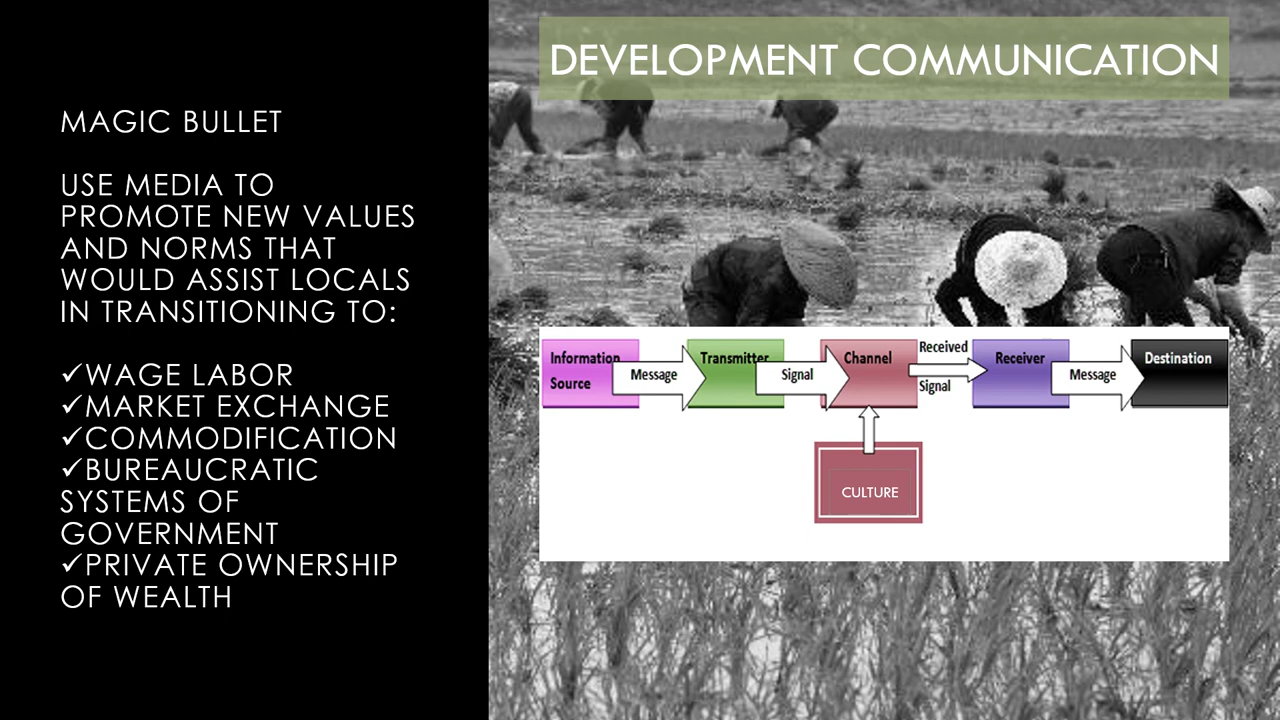 DEVELOPMENT COMMUNICATION
MAGIC BULLET
USE MEDIA TO
PROMOTE NEW VALUES
AND NORMS THAT
WOULD ASSIST LOCALS
IN TRANSITIONING TO:
✓WAGE LABOR
✓MARKET EXCHANGE
✓COMMODIFICATION
✓BUREAUCRATIC
SYSTEMS OF
GOVERNMENT
✓PRIVATE OWNERSHIP
OF WEALTH
Information
Source
Message
Transmitter
Signal
Channel
Received
Signal
Receiver
Message
Destination
CULTURE